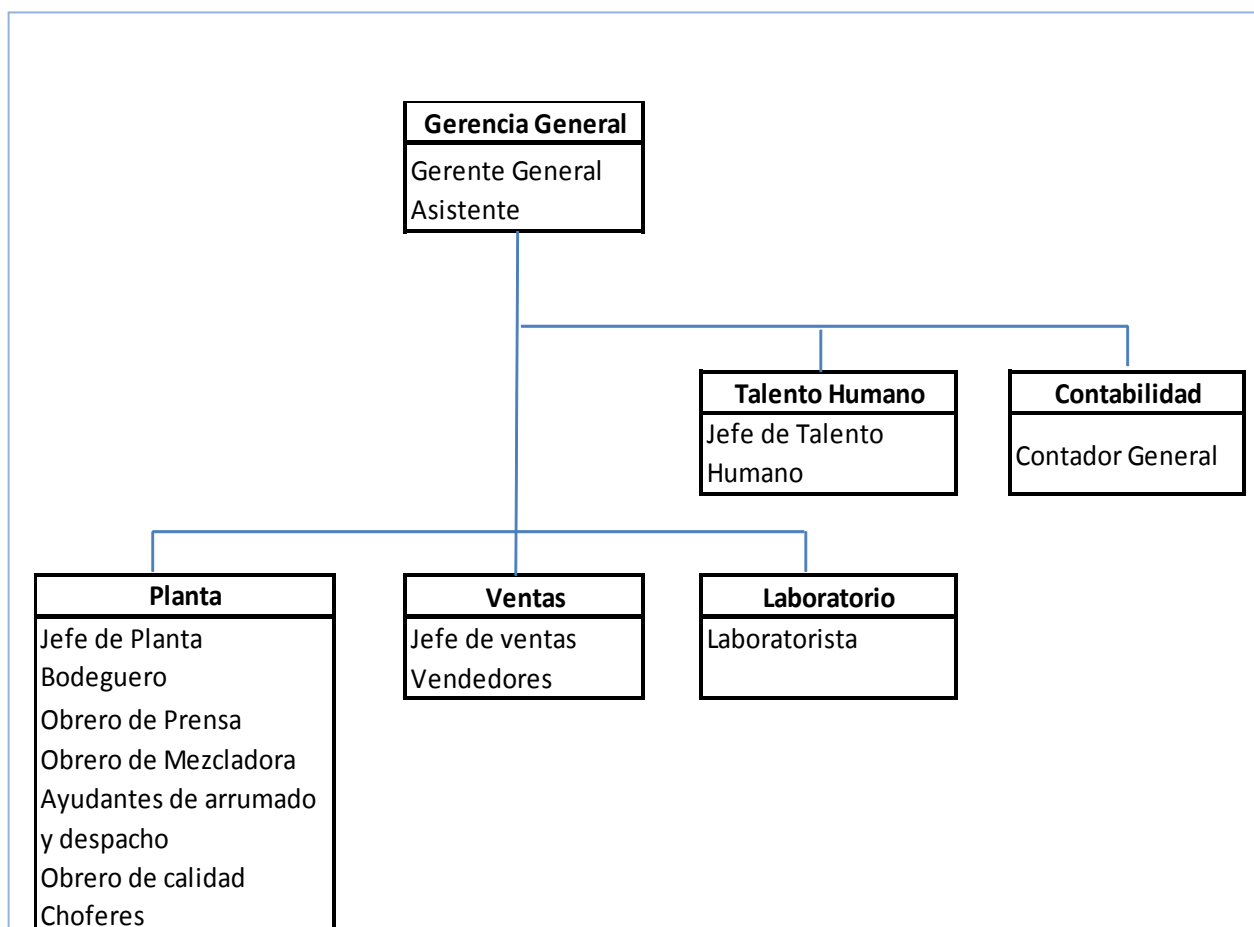 Gerencia General
Gerente General
Asistente
Talento Humano
Jefe de Talento
Humano
Contabilidad
Contador General
Planta
Jefe de Planta
Bodeguero
Obrero de Prensa
Obrero de Mezcladora
Ayudantes de arrumado
y despacho
Obrero de calidad
Choferes
Ventas
Jefe de ventas
Vendedores
Laboratorio
Laboratorista